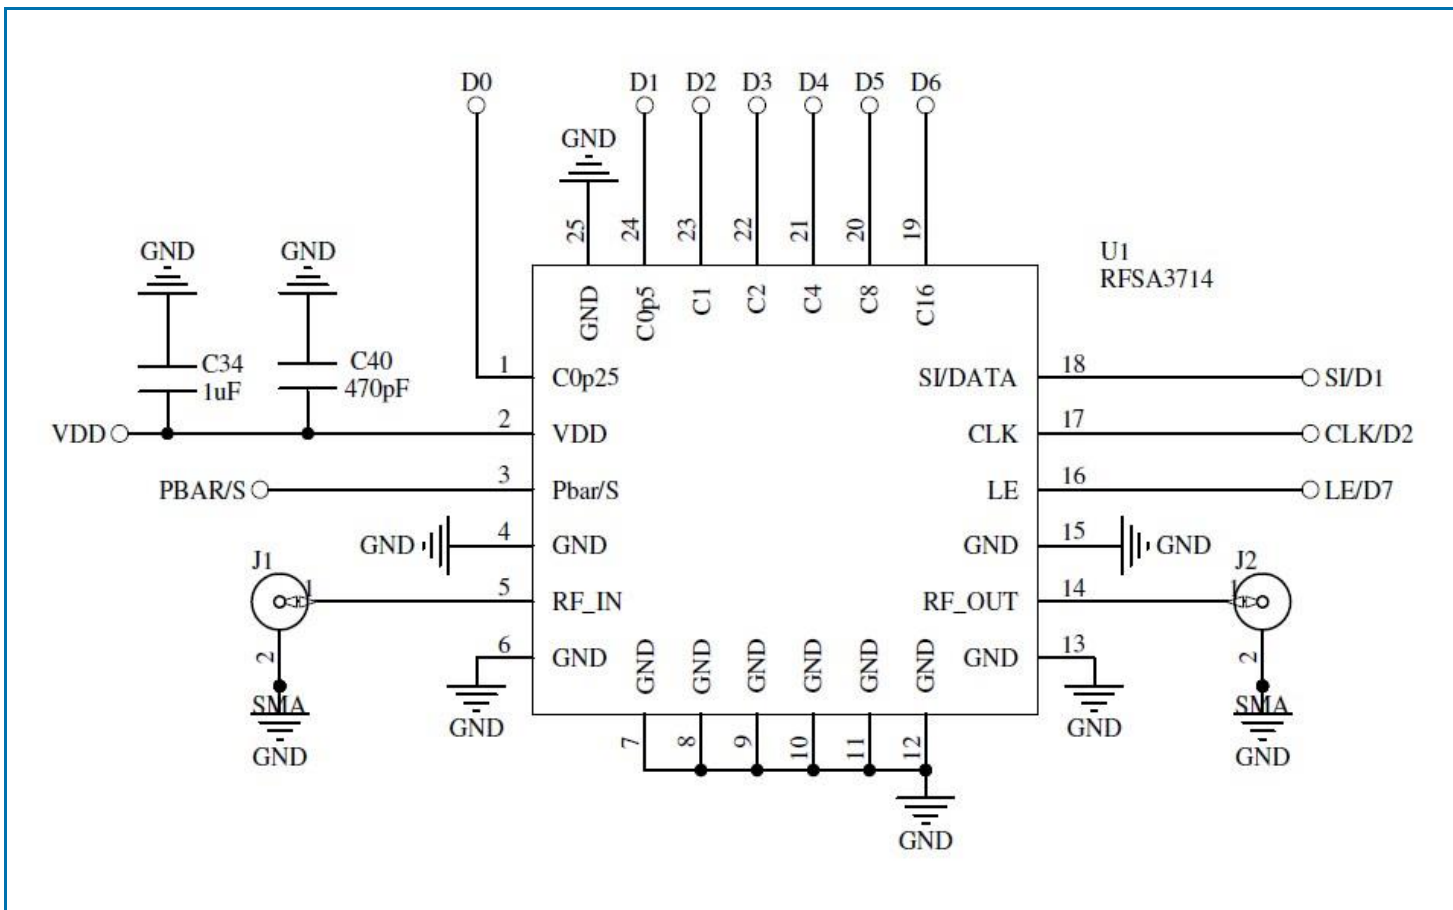 D0
D1
D2
D3
D4
D5
D6
GND
25
24
23
22
21
20
19
GND
GND
U1
RFSA3714
GND
C0p5
C1
C2
C4
C8
C16
C34
1uF
C40
470pF
1
C0p25
SI/DATA
18
SI/D1
VDD
2
VDD
CLK
17
CLK/D2
PBAR/S
3
Pbar/S
LE
16
LE/D7
GND
4
GND
GND
15
GND
J1
1
5
RF_IN
RF_OUT
14
J2
1
2
SMA
GND
6
GND
GND
GND
GND
GND
GND
GND
GND
GND
13
GND
2
SMA
GND
7
8
9
10
11
12
GND